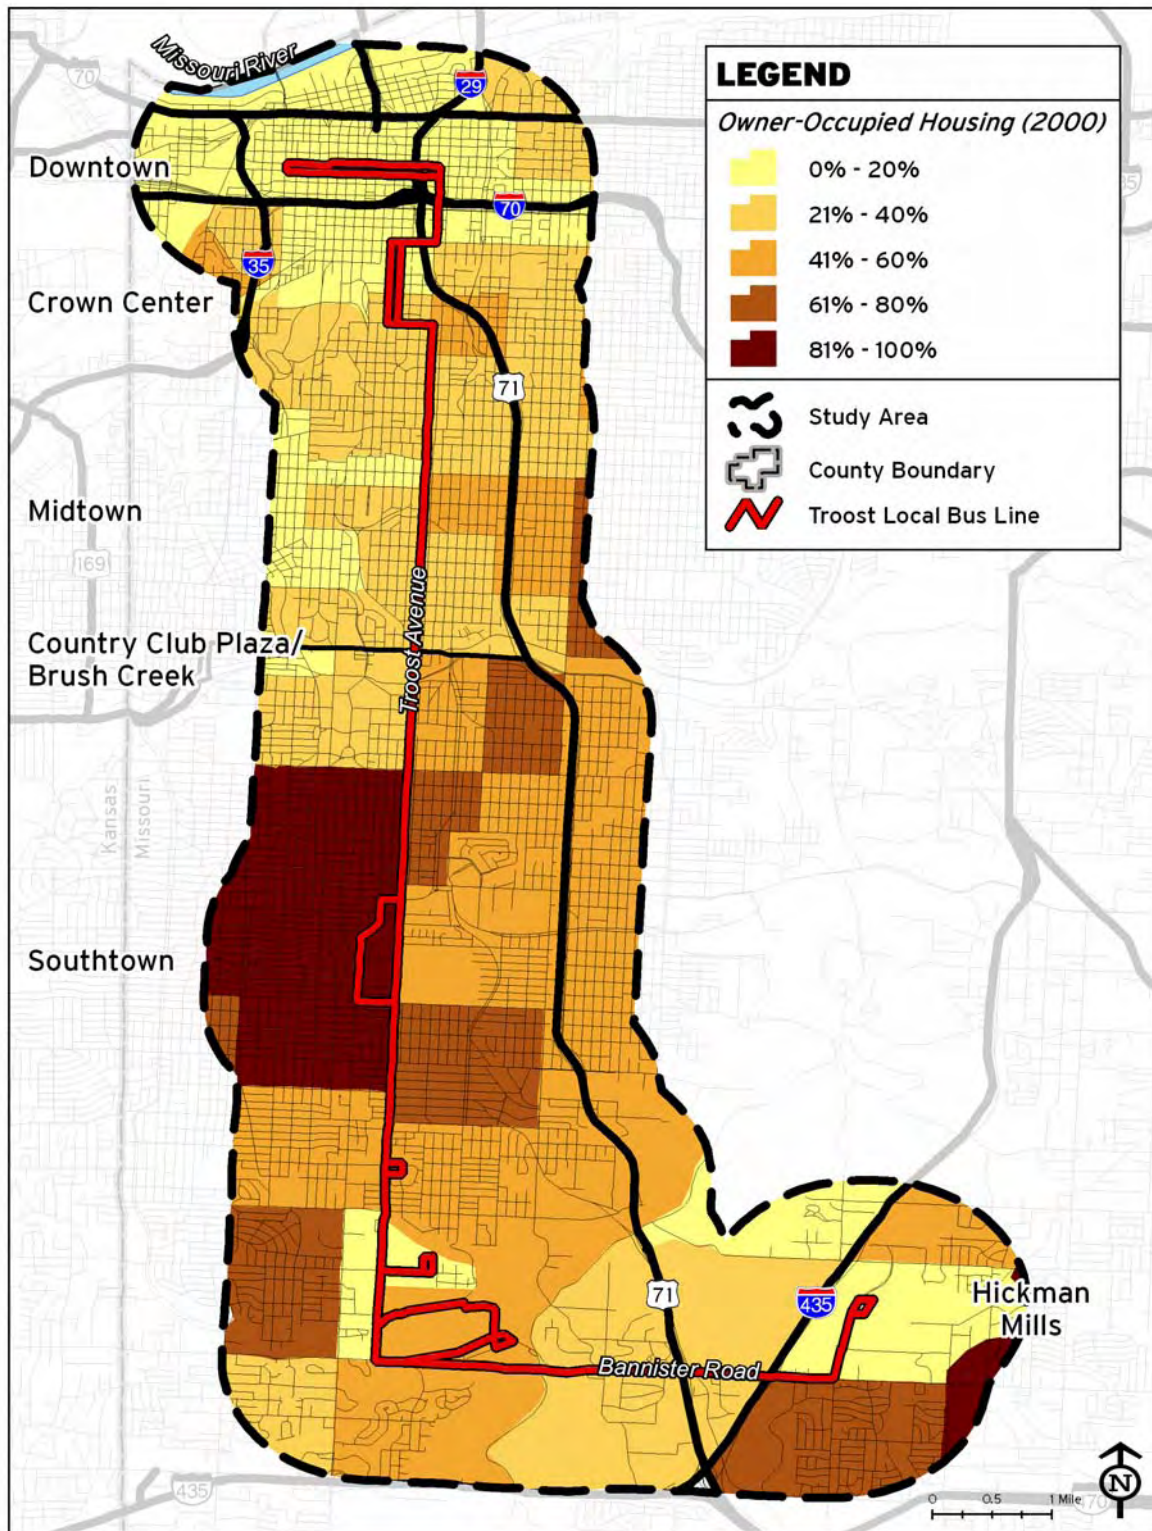 Missouri River
70
29
LEGEND
Owner-Occupied Housing (2000)
0% - 20%
21% - 40%
41% - 60%
61% - 80%
81% - 100%
Study Area
County Boundary
Troost Local Bus Line
Downtown
70
35
35
Crown Center
71
Midtown
169
Troost Avenue
Country Club Plaza/
Brush Creek
Kansas
Missouri
Southtown
71
435
Hickman
Mills
Bannister Road
435
0 0.5 1 Mile
N